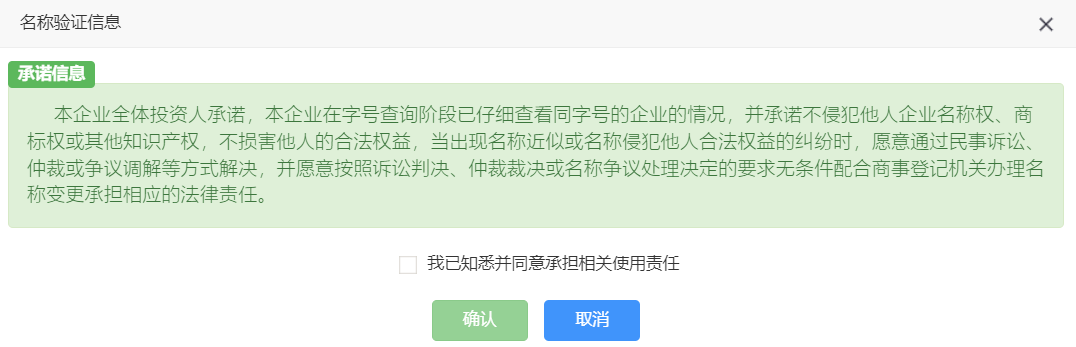 名称验证信息
承诺信息
本企业全体投资人承诺，本企业在字号查询阶段已仔细查看同字号的企业的情况，并承诺不侵犯他人企业名称权、商
标权或其他知识产权，不损害他人的合法权益，当出现名称近似或名称侵犯他人合法权益的纠纷时，愿意通过民事诉讼、
仲裁或争议调解等方式解决，并愿意按照诉讼判决、仲裁裁决或名称争议处理决定的要求无条件配合商事登记机关办理名
称变更承担相应的法律责任。
我已知悉并同意承担相关使用责任
确认 取消